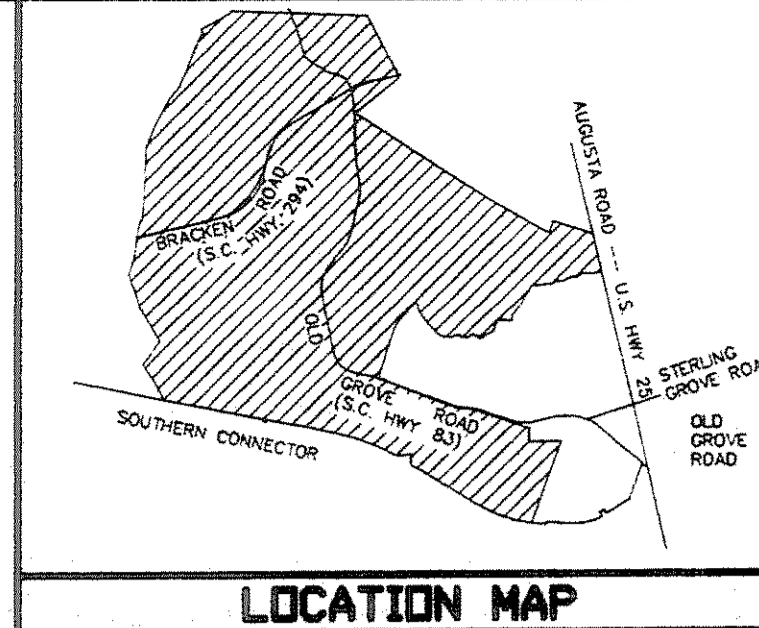 AUGUSTA ROAD --- U.S. HWY 25
BRACKEN ROAD
(S.C. HWY. 294)
OLD
GROVE ROAD
(S.C. HWY 83)
STERLING
GROVE ROA
OLD
GROVE
ROAD
SOUTHERN CONNECTOR
LOCATION MAP